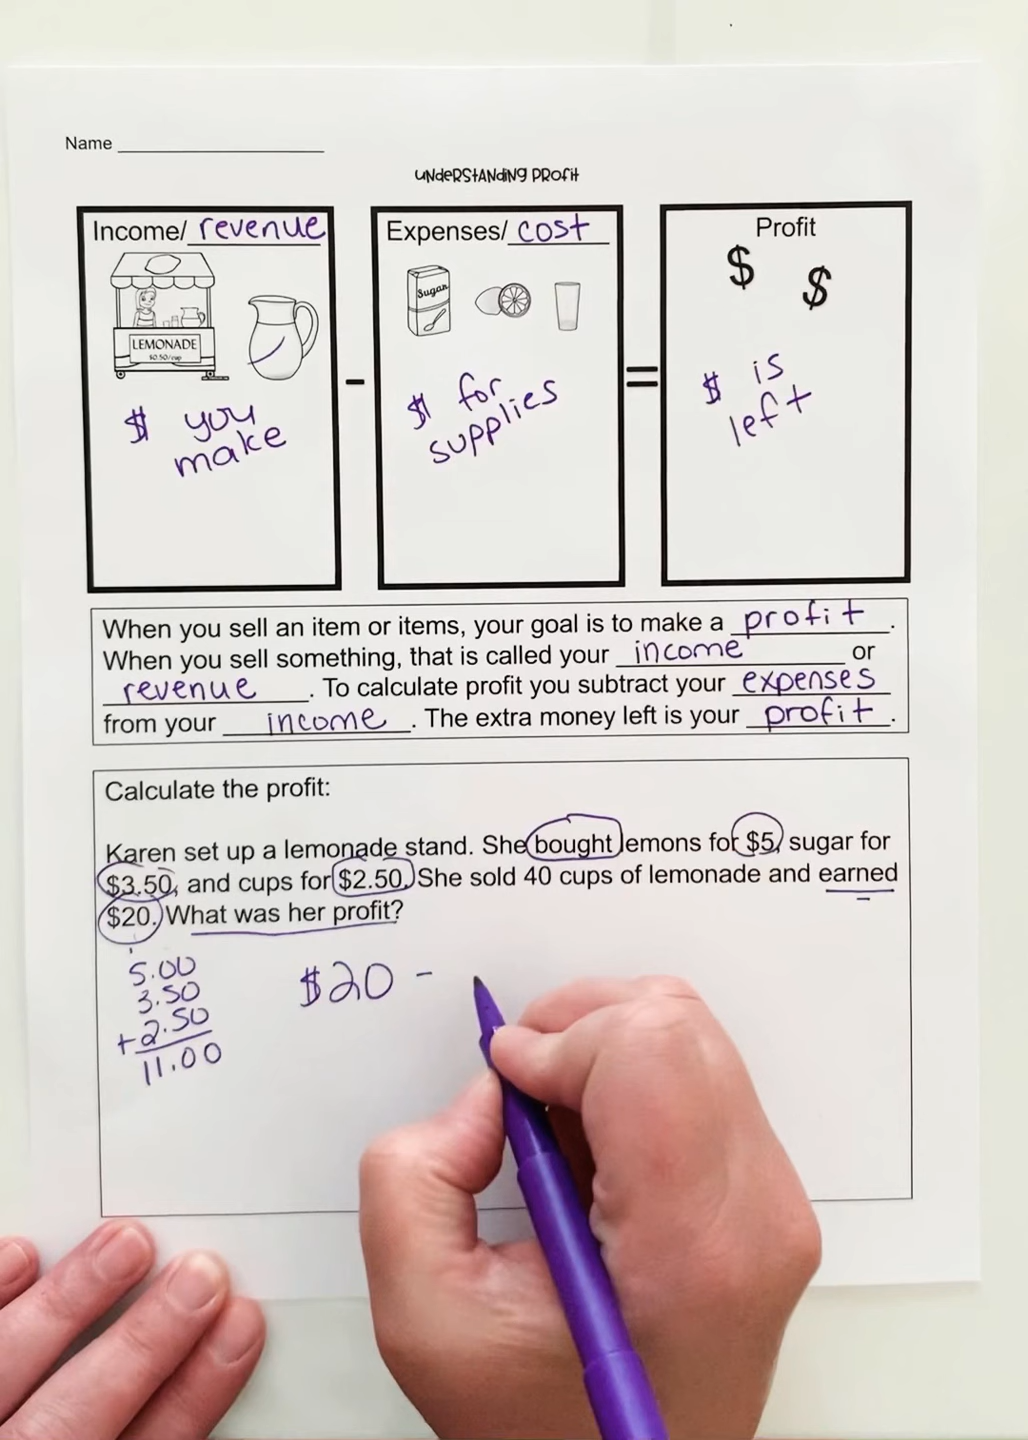 Name
Understanding Profit
Income/ revenue
LEMONADE
$0.50/cup
$ you
make
-
Expenses/ cost
Sugar
$ for
supplies
=
Profit
$ $
$ is
left
When you sell an item or items, your goal is to make a profit.
When you sell something, that is called your income or
revenue. To calculate profit you subtract your expenses
from your income. The extra money left is your profit.
Calculate the profit:
Karen set up a lemonade stand. She bought lemons for $5, sugar for
$3.50, and cups for $2.50. She sold 40 cups of lemonade and earned
$20. What was her profit?
5.00
3.50
+2.50
11.00
$20 -